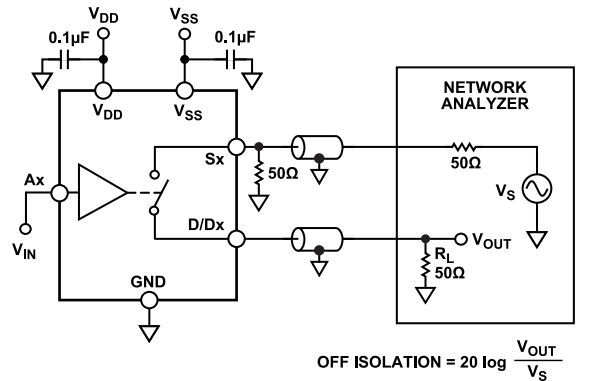 V_DD
V_SS
0.1µF
0.1µF
V_DD
V_SS
NETWORK
ANALYZER
Sx
50Ω
50Ω
V_S
Ax
V_IN
D/Dx
V_OUT
R_L
50Ω
GND
OFF ISOLATION = 20 log V_OUT / V_S